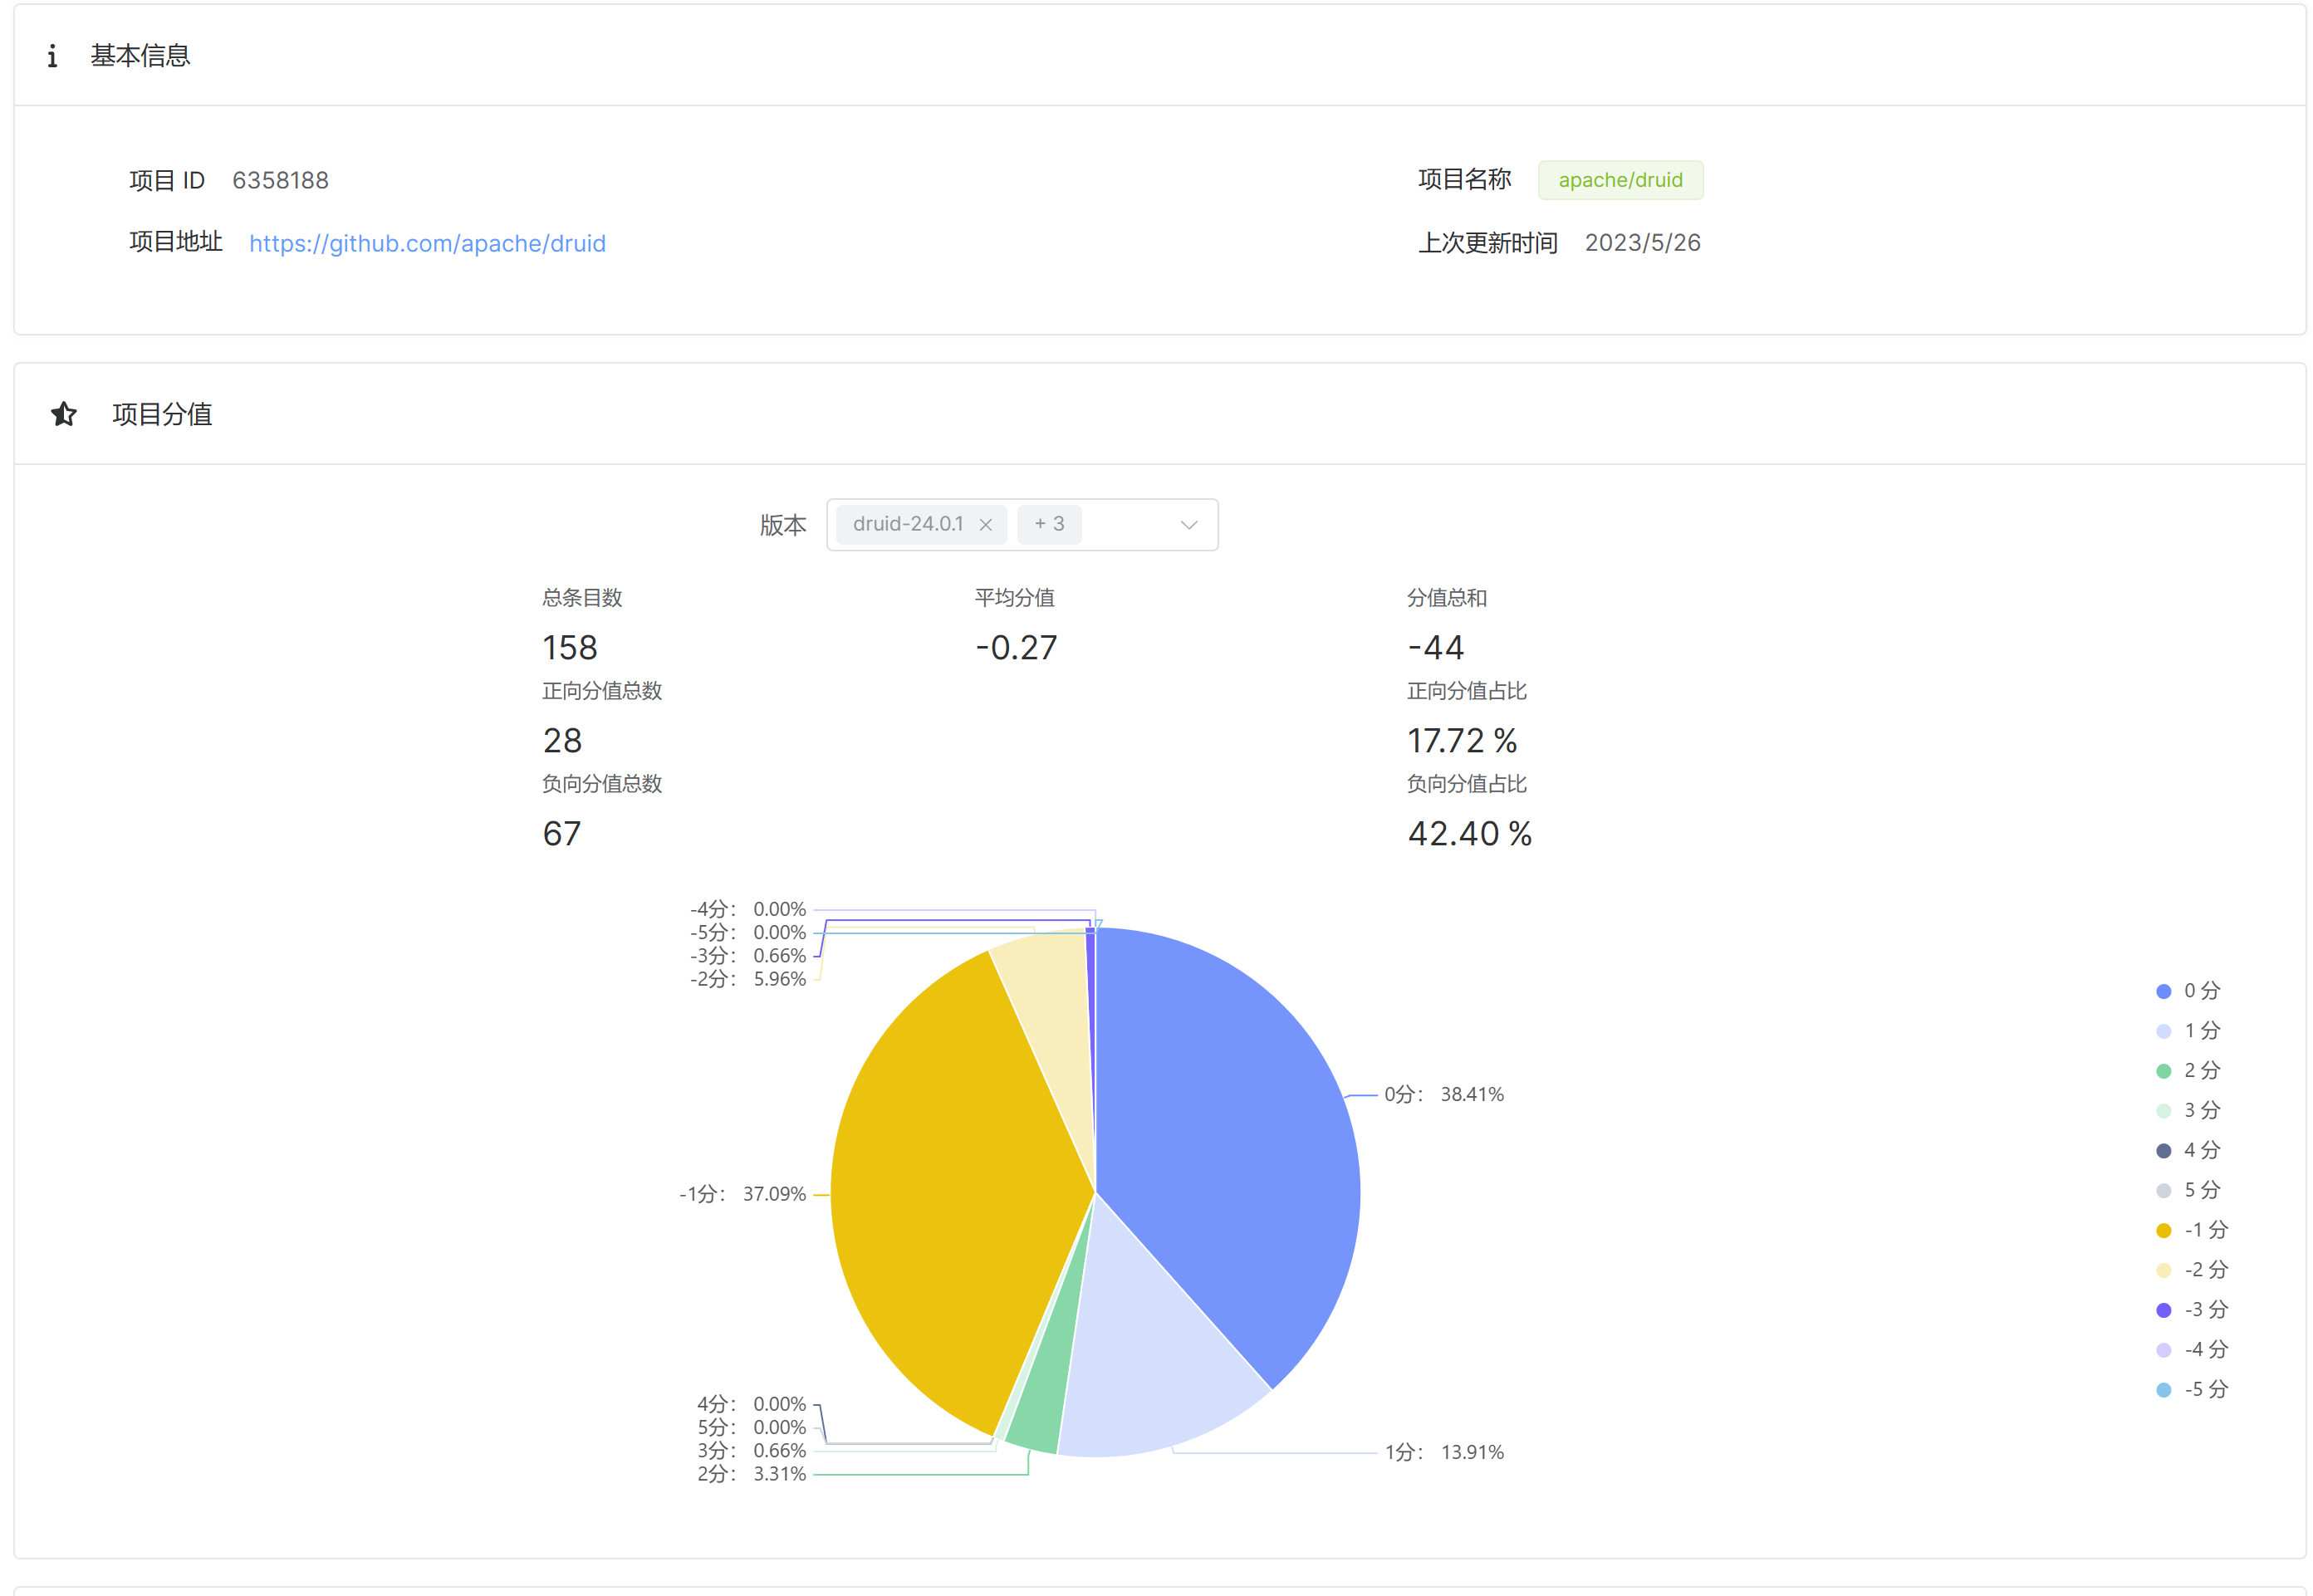 基本信息
项目 ID 6358188
项目名称 apache/druid
项目地址 https://github.com/apache/druid
上次更新时间 2023/5/26
项目分值
版本 druid-24.0.1 + 3
总条目数 平均分值 分值总和
158 -0.27 -44
正向分值总数 正向分值占比
28 17.72 %
负向分值总数 负向分值占比
67 42.40 %
-4分： 0.00%
-5分： 0.00%
-3分： 0.66%
-2分： 5.96%
0分： 38.41%
-1分： 37.09%
4分： 0.00%
5分： 0.00%
3分： 0.66%
2分： 3.31%
1分： 13.91%
0 分
1 分
2 分
3 分
4 分
5 分
-1 分
-2 分
-3 分
-4 分
-5 分